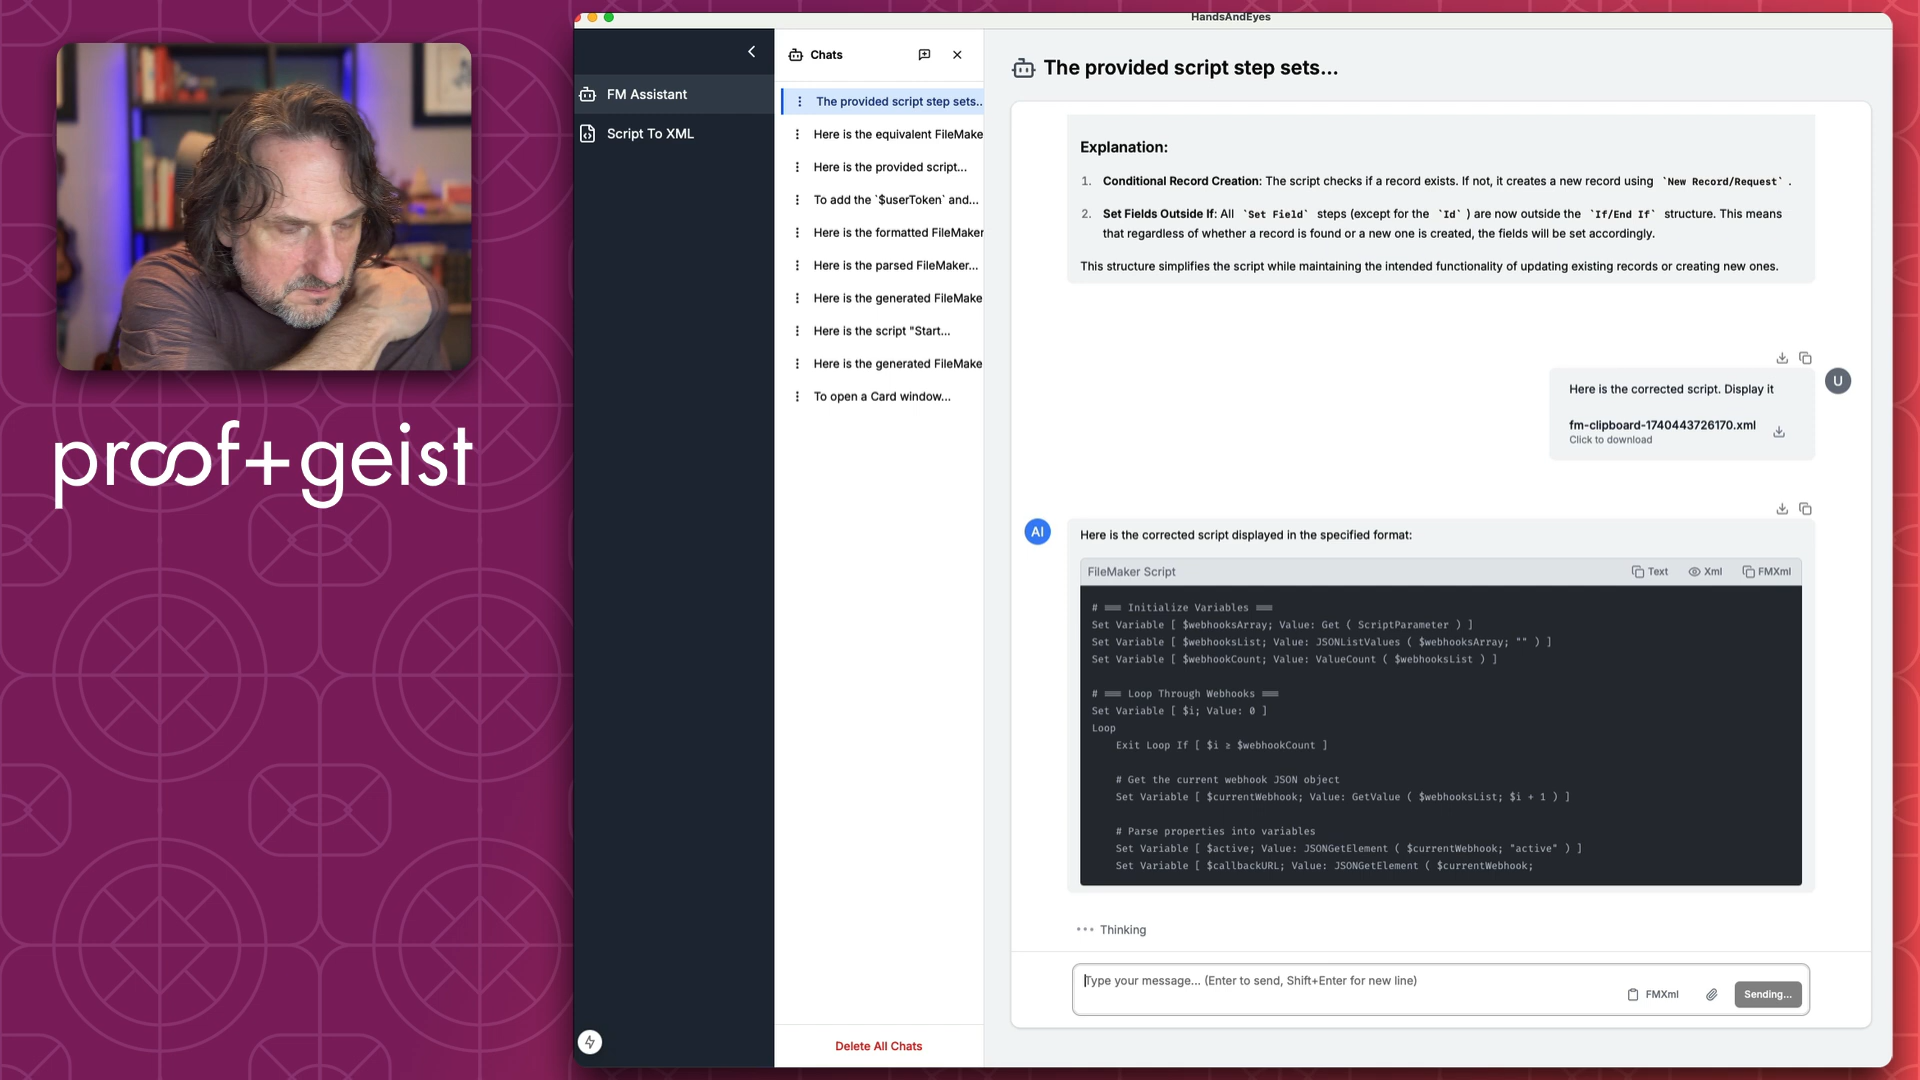 proof+geist
HandsAndEyes
FM Assistant
Script To XML
Chats
The provided script step sets...
Here is the equivalent FileMake
Here is the provided script...
To add the `$userToken` and...
Here is the formatted FileMaker
Here is the parsed FileMaker...
Here is the generated FileMake
Here is the script "Start...
Here is the generated FileMake
To open a Card window...
Delete All Chats
The provided script step sets...
Explanation:
1. Conditional Record Creation: The script checks if a record exists. If not, it creates a new record using `New Record/Request` .
2. Set Fields Outside If: All `Set Field` steps (except for the `Id` ) are now outside the `If/End If` structure. This means
that regardless of whether a record is found or a new one is created, the fields will be set accordingly.
This structure simplifies the script while maintaining the intended functionality of updating existing records or creating new ones.
U
Here is the corrected script. Display it
fm-clipboard-1740443726170.xml
Click to download
AI
Here is the corrected script displayed in the specified format:
FileMaker Script Text Xml FMXml
# === Initialize Variables ===
Set Variable [ $webhooksArray; Value: Get ( ScriptParameter ) ]
Set Variable [ $webhooksList; Value: JSONListValues ( $webhooksArray; "" ) ]
Set Variable [ $webhookCount; Value: ValueCount ( $webhooksList ) ]
# === Loop Through Webhooks ===
Set Variable [ $i; Value: 0 ]
Loop
Exit Loop If [ $i ≥ $webhookCount ]
# Get the current webhook JSON object
Set Variable [ $currentWebhook; Value: GetValue ( $webhooksList; $i + 1 ) ]
# Parse properties into variables
Set Variable [ $active; Value: JSONGetElement ( $currentWebhook; "active" ) ]
Set Variable [ $callbackURL; Value: JSONGetElement ( $currentWebhook;
••• Thinking
Type your message... (Enter to send, Shift+Enter for new line)
FMXml
Sending...